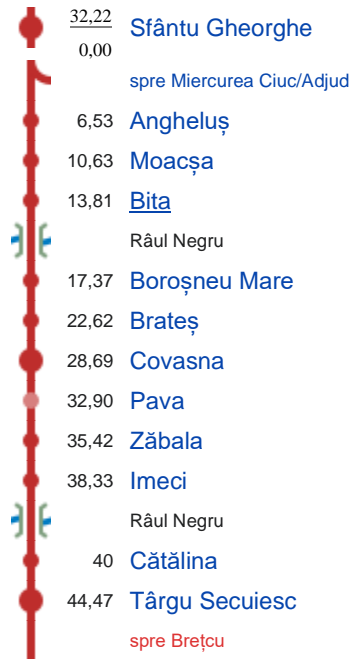 32,22
0,00 Sfântu Gheorghe
spre Miercurea Ciuc/Adjud
6,53 Angheluș
10,63 Moacșa
13,81 Bita
Râul Negru
17,37 Boroșneu Mare
22,62 Brateș
28,69 Covasna
32,90 Pava
35,42 Zăbala
38,33 Imeci
Râul Negru
40 Cătălina
44,47 Târgu Secuiesc
spre Brețcu